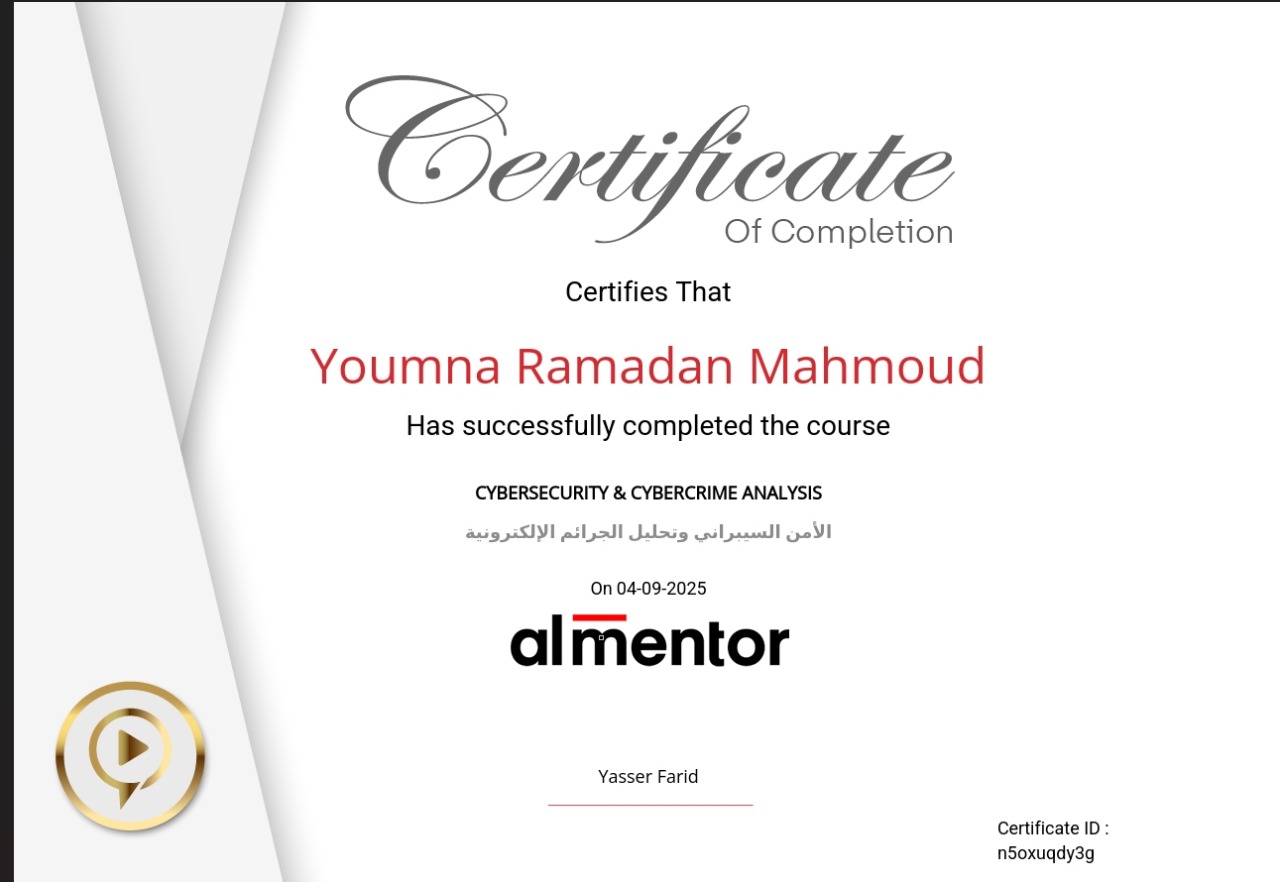 Certificate
Of Completion
Certifies That
Youmna Ramadan Mahmoud
Has successfully completed the course
CYBERSECURITY & CYBERCRIME ANALYSIS
الأمن السيبراني وتحليل الجرائم الإلكترونية
On 04-09-2025
almentor
Yasser Farid
Certificate ID :
n5oxuqdy3g